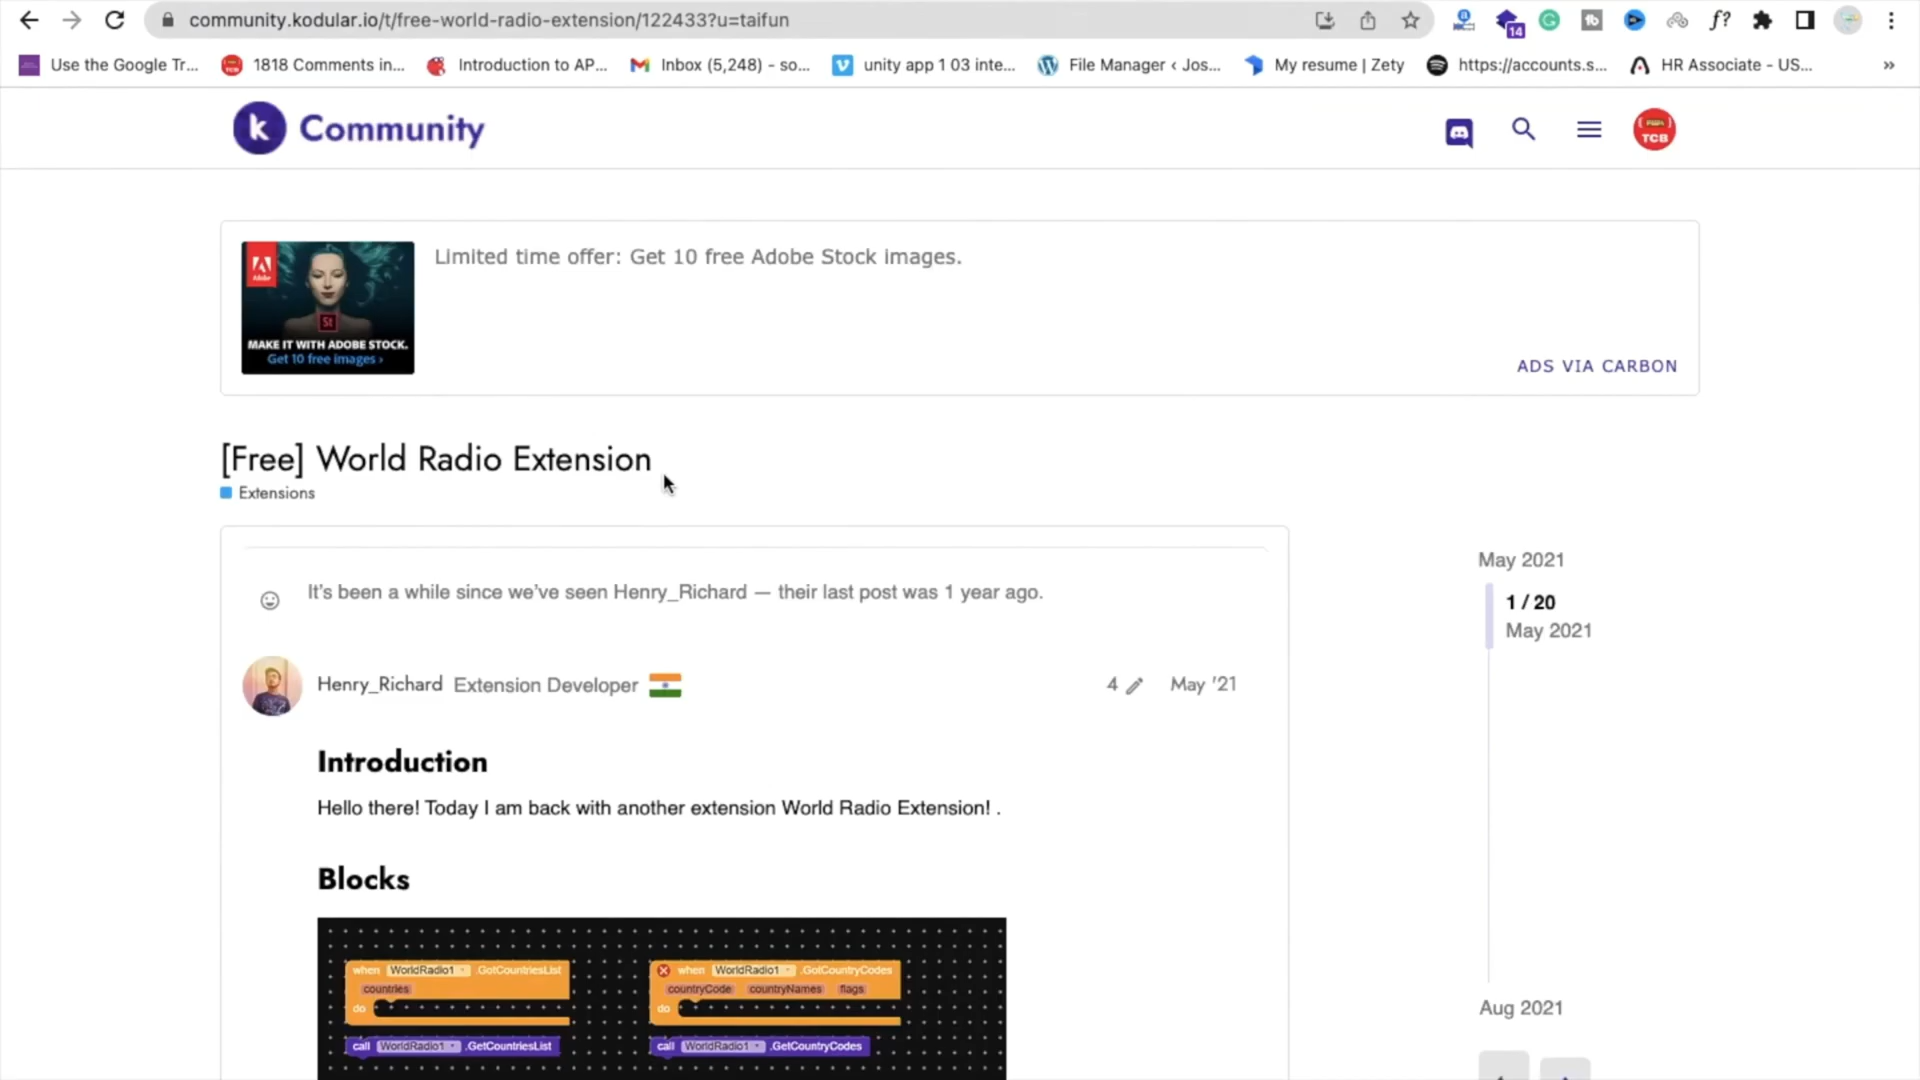 community.kodular.io/t/free-world-radio-extension/122433?u=taifun
14
Use the Google Tr... 1818 Comments in... Introduction to AP... Inbox (5,248) – so... unity app 1 03 inte... File Manager ‹ Jos... My resume | Zety https://accounts.s... HR Associate - US... »
k Community
TCB
Adobe
St
MAKE IT WITH ADOBE STOCK.
Get 10 free images ›
Limited time offer: Get 10 free Adobe Stock images.
ADS VIA CARBON
[Free] World Radio Extension
Extensions
It's been a while since we've seen Henry_Richard — their last post was 1 year ago.
Henry_Richard Extension Developer 4 May '21
Introduction
Hello there! Today I am back with another extension World Radio Extension! .
Blocks
when WorldRadio1 .GotCountriesList
countries
do
call WorldRadio1 .GetCountriesList
when WorldRadio1 .GotCountryCodes
countryCode countryNames flags
do
call WorldRadio1 .GetCountryCodes
May 2021
1 / 20
May 2021
Aug 2021